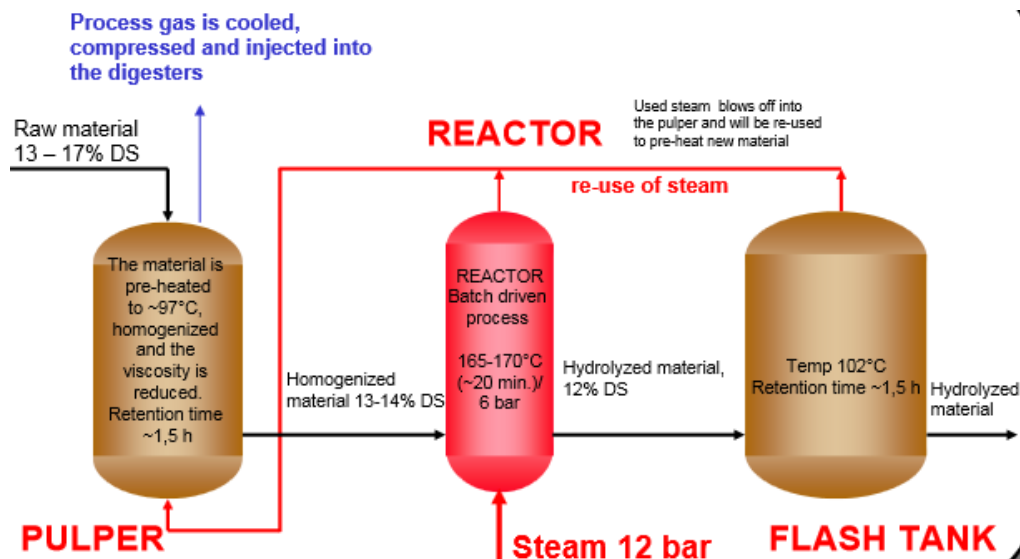 Process gas is cooled,
compressed and injected into
the digesters
Raw material
13 – 17% DS
REACTOR
Used steam blows off into
the pulper and will be re-used
to pre-heat new material
re-use of steam
The material is
pre-heated
to ~97°C,
homogenized
and the
viscosity is
reduced.
Retention time
~1,5 h
Homogenized
material 13-14% DS
REACTOR
Batch driven
process
165-170°C
(~20 min.)/
6 bar
Hydrolyzed material,
12% DS
Temp 102°C
Retention time ~1,5 h
Hydrolyzed
material
PULPER
Steam 12 bar
FLASH TANK